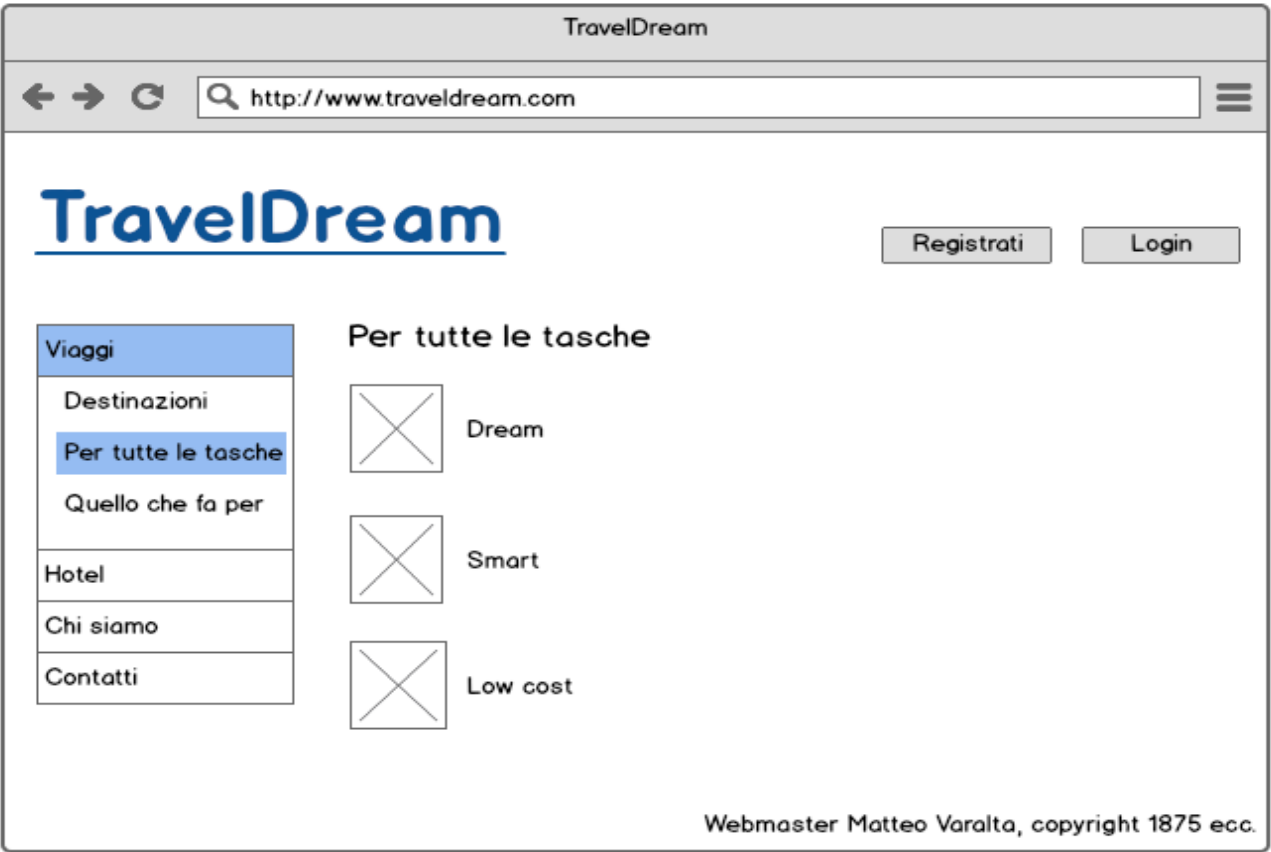 TravelDream
http://www.traveldream.com
TravelDream
Registrati
Login
Viaggi
Destinazioni
Per tutte le tasche
Quello che fa per
Hotel
Chi siamo
Contatti
Per tutte le tasche
Dream
Smart
Low cost
Webmaster Matteo Varalta, copyright 1875 ecc.